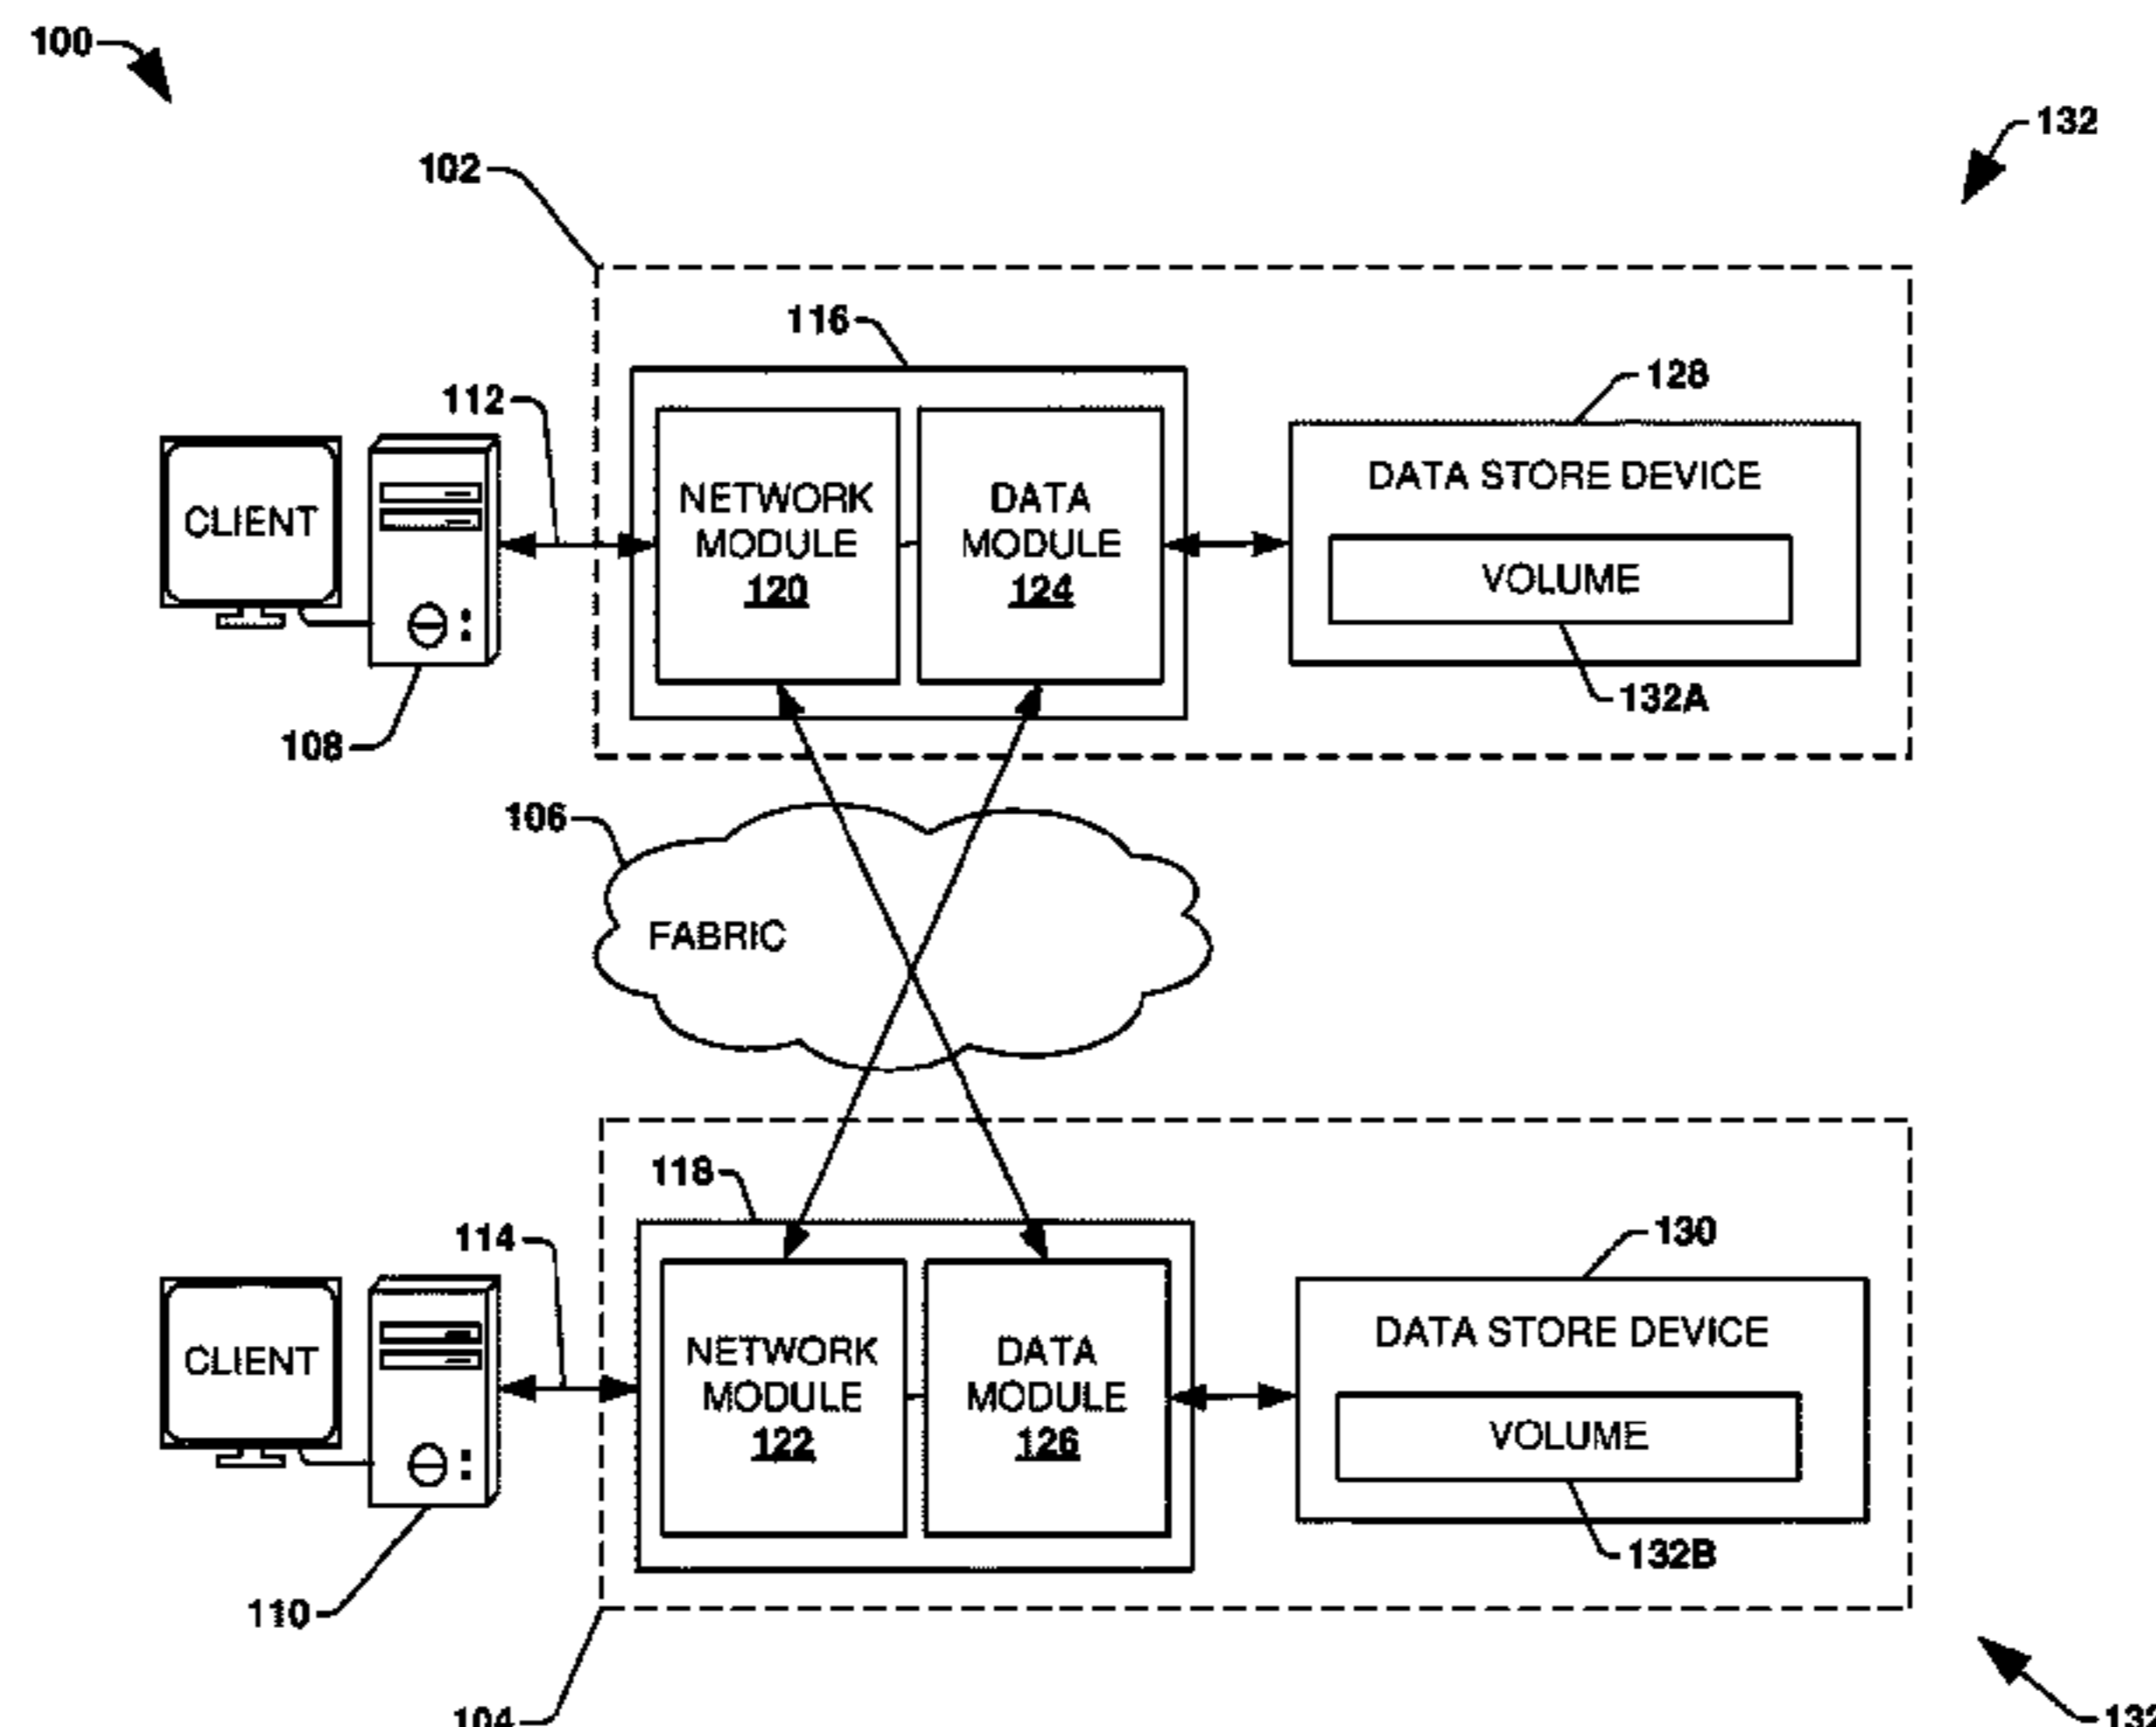 100
132
102
116
128
112
CLIENT
NETWORK
MODULE
120
DATA
MODULE
124
DATA STORE DEVICE
VOLUME
132A
108
106
FABRIC
118
130
114
CLIENT
NETWORK
MODULE
122
DATA
MODULE
126
DATA STORE DEVICE
VOLUME
132B
110
104
132